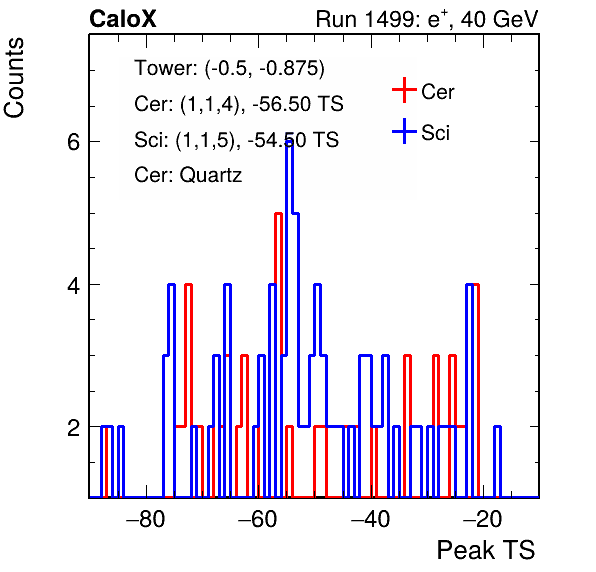 CaloX Run 1499: e+, 40 GeV
Counts
Tower: (-0.5, -0.875)
Cer: (1,1,4), -56.50 TS
Sci: (1,1,5), -54.50 TS
Cer: Quartz
Cer
Sci
6
4
2
−80 −60 −40 −20
Peak TS